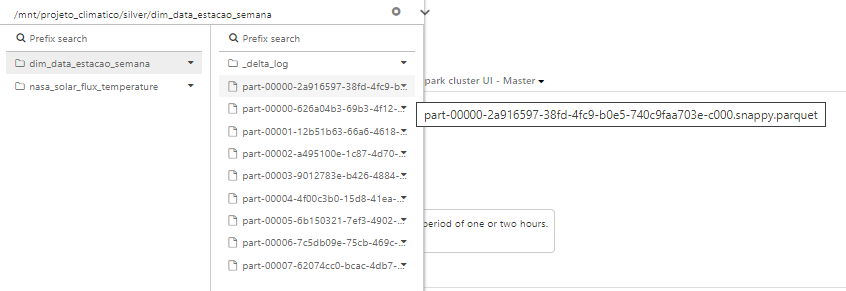 /mnt/projeto_climatico/silver/dim_data_estacao_semana
Prefix search
dim_data_estacao_semana
nasa_solar_flux_temperature
Prefix search
_delta_log
part-00000-2a916597-38fd-4fc9-b...
part-00000-626a04b3-69b3-4f12-...
part-00001-12b51b63-66a6-4618-...
part-00002-a495100e-1c87-4d70-...
part-00003-9012783e-b426-4884-...
part-00004-4f00c3b0-15d8-41ea-...
part-00005-6b150321-7ef3-4902-...
part-00006-7c5db09e-75cb-469c-...
part-00007-62074cc0-bcac-4db7-...
park cluster UI - Master
part-00000-2a916597-38fd-4fc9-b0e5-740c9faa703e-c000.snappy.parquet
period of one or two hours.